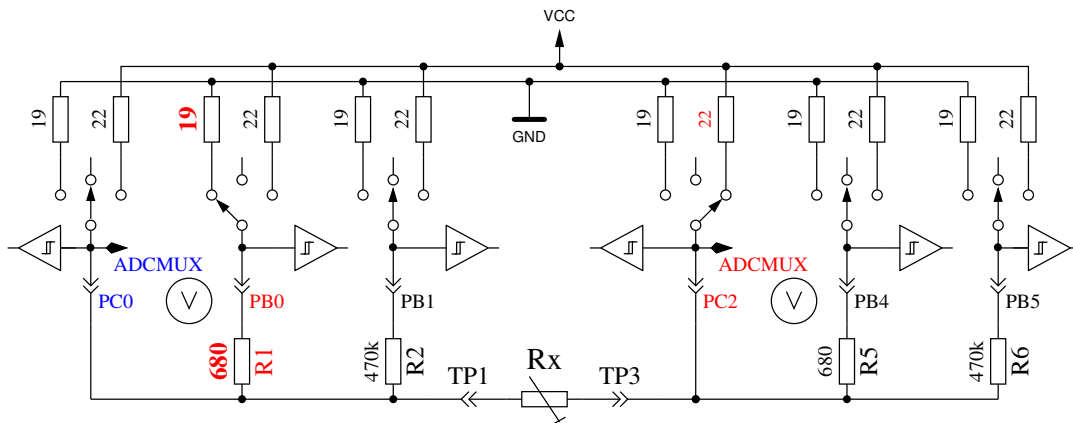 VCC
19
22
19
22
19
22
GND
19
22
19
22
19
22
ADCMUX
ADCMUX
PC0
V
PB0
PB1
PC2
V
PB4
PB5
680
R1
470k
R2
TP1
Rx
TP3
680
R5
470k
R6